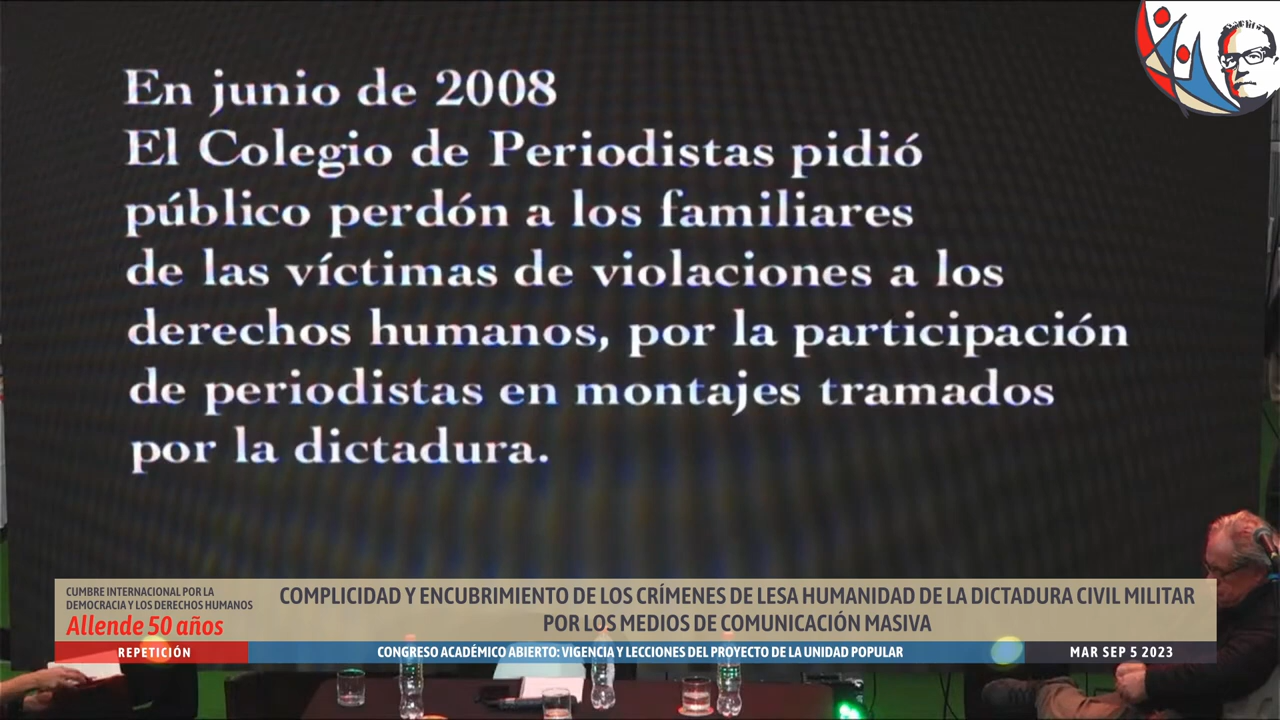 En junio de 2008
El Colegio de Periodistas pidió
público perdón a los familiares
de las víctimas de violaciones a los
derechos humanos, por la participación
de periodistas en montajes tramados
por la dictadura.
CUMBRE INTERNACIONAL POR LA
DEMOCRACIA Y LOS DERECHOS HUMANOS
Allende 50 años
COMPLICIDAD Y ENCUBRIMIENTO DE LOS CRÍMENES DE LESA HUMANIDAD DE LA DICTADURA CIVIL MILITAR
POR LOS MEDIOS DE COMUNICACIÓN MASIVA
REPETICIÓN
CONGRESO ACADÉMICO ABIERTO: VIGENCIA Y LECCIONES DEL PROYECTO DE LA UNIDAD POPULAR
MAR SEP 5 2023